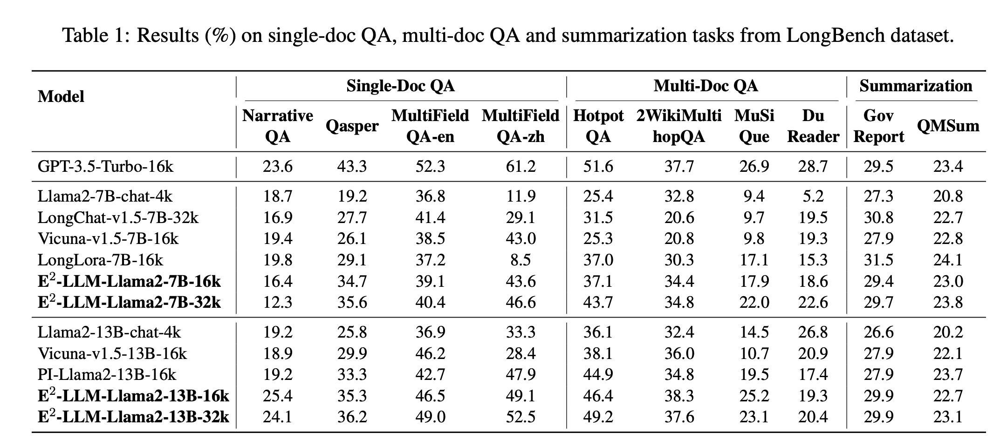 Table 1: Results (%) on single-doc QA, multi-doc QA and summarization tasks from LongBench dataset.
Model Single-Doc QA Multi-Doc QA Summarization
Narrative QA Qasper MultiField QA-en MultiField QA-zh Hotpot QA 2WikiMulti hopQA MuSi Que Du Reader Gov Report QMSum
GPT-3.5-Turbo-16k 23.6 43.3 52.3 61.2 51.6 37.7 26.9 28.7 29.5 23.4
Llama2-7B-chat-4k 18.7 19.2 36.8 11.9 25.4 32.8 9.4 5.2 27.3 20.8
LongChat-v1.5-7B-32k 16.9 27.7 41.4 29.1 31.5 20.6 9.7 19.5 30.8 22.7
Vicuna-v1.5-7B-16k 19.4 26.1 38.5 43.0 25.3 20.8 9.8 19.3 27.9 22.8
LongLora-7B-16k 19.8 29.1 37.2 8.5 37.0 30.3 17.1 15.3 31.5 24.1
E²-LLM-Llama2-7B-16k 16.4 34.7 39.1 43.6 37.1 34.4 17.9 18.6 29.4 23.0
E²-LLM-Llama2-7B-32k 12.3 35.6 40.4 46.6 43.7 34.8 22.0 22.6 29.7 23.8
Llama2-13B-chat-4k 19.2 25.8 36.9 33.3 36.1 32.4 14.5 26.8 26.6 20.2
Vicuna-v1.5-13B-16k 18.9 29.9 46.2 28.4 38.1 36.0 10.7 20.9 27.9 22.1
PI-Llama2-13B-16k 19.2 33.3 42.7 47.9 44.9 34.8 19.5 17.4 27.9 23.7
E²-LLM-Llama2-13B-16k 25.4 35.3 46.5 49.1 46.4 38.3 25.2 19.3 29.9 22.7
E²-LLM-Llama2-13B-32k 24.1 36.2 49.0 52.5 49.2 37.6 23.1 20.4 29.9 23.1